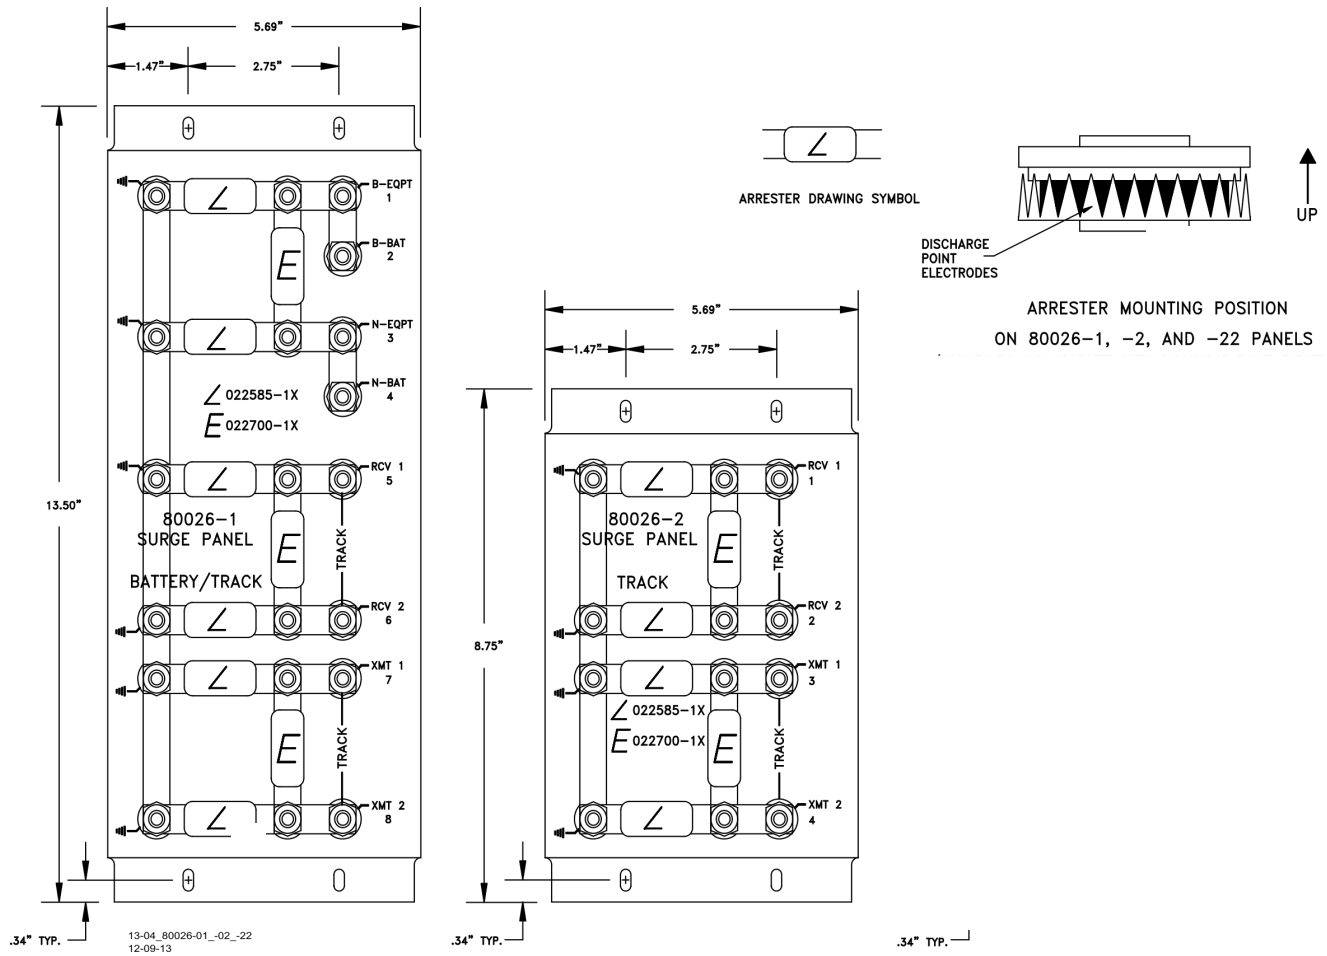 5.69"
1.47"
2.75"
B-EQPT
1
B-BAT
2
E
N-EQPT
3
N-BAT
4
022585-1X
E 022700-1X
RCV 1
5
13.50"
80026-1
SURGE PANEL
E
TRACK
BATTERY/TRACK
RCV 2
6
XMT 1
7
E
TRACK
XMT 2
8
.34" TYP.
13-04_80026-01_-02_-22
12-09-13
5.69"
1.47"
2.75"
RCV 1
1
80026-2
SURGE PANEL
E
TRACK
TRACK
RCV 2
2
8.75"
XMT 1
3
022585-1X
E 022700-1X
E
TRACK
XMT 2
4
.34" TYP.
ARRESTER DRAWING SYMBOL
DISCHARGE
POINT
ELECTRODES
UP
ARRESTER MOUNTING POSITION
ON 80026-1, -2, AND -22 PANELS
.34" TYP.